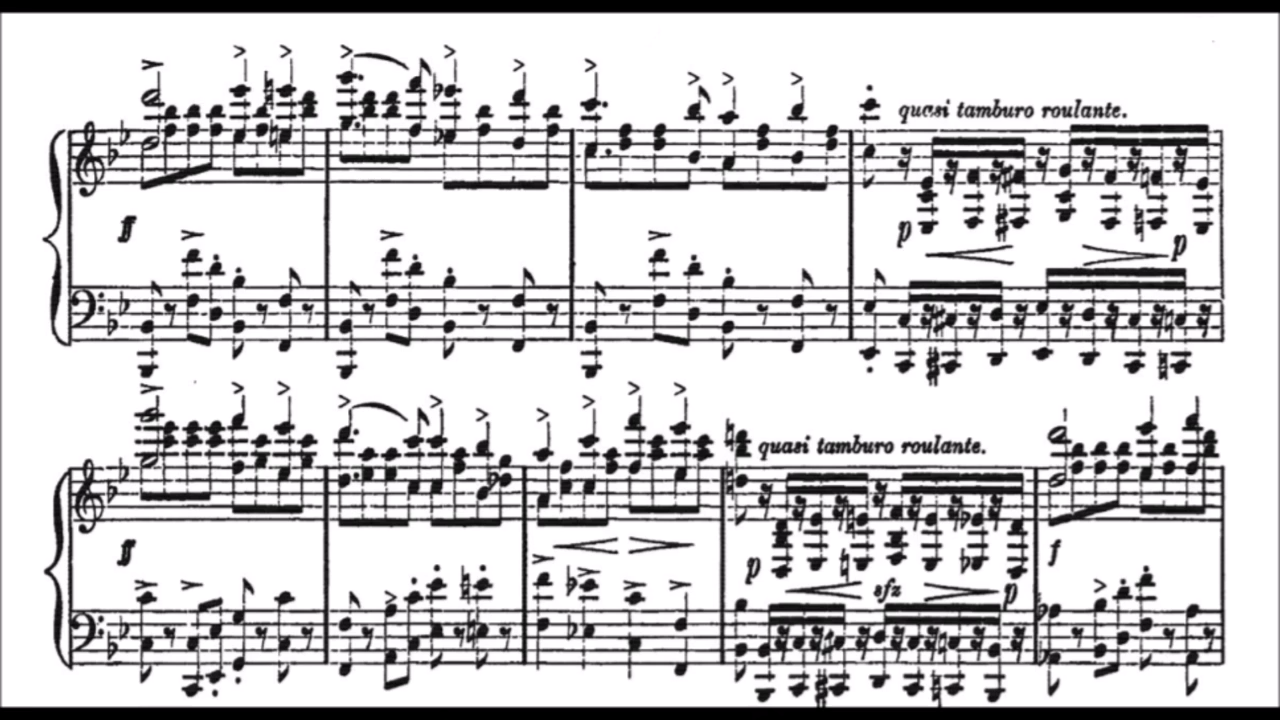 quasi tamburo roulante.
ff
p
p
quasi tamburo roulante.
ff
p
sfz
p
f